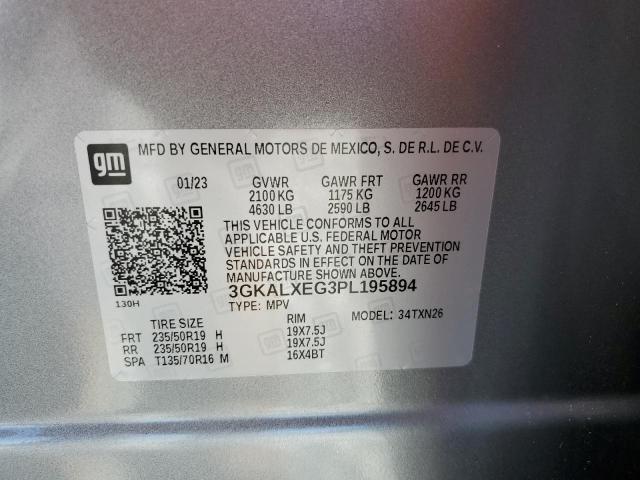 gm
MFD BY GENERAL MOTORS DE MEXICO, S. DE R.L. DE C.V.
01/23 GVWR GAWR FRT GAWR RR
2100 KG 1175 KG 1200 KG
4630 LB 2590 LB 2645 LB
THIS VEHICLE CONFORMS TO ALL
APPLICABLE U.S. FEDERAL MOTOR
VEHICLE SAFETY AND THEFT PREVENTION
STANDARDS IN EFFECT ON THE DATE OF
MANUFACTURE SHOWN ABOVE.
3GKALXEG3PL195894
130H
TYPE: MPV
MODEL: 34TXN26
TIRE SIZE RIM
FRT 235/50R19 H 19X7.5J
RR 235/50R19 H 19X7.5J
SPA T135/70R16 M 16X4BT